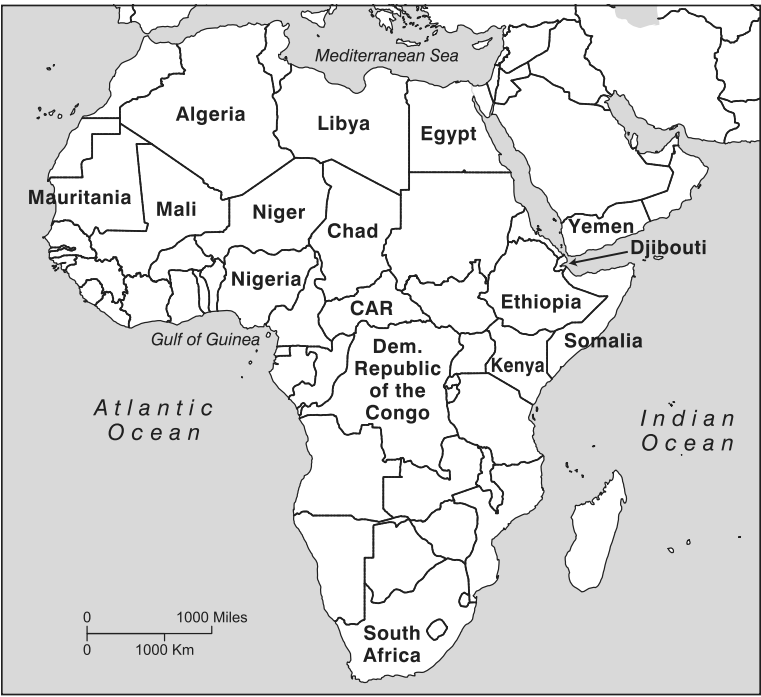 Mediterranean Sea
Algeria
Libya
Egypt
Mauritania
Mali
Niger
Chad
Yemen
Djibouti
Nigeria
CAR
Ethiopia
Gulf of Guinea
Somalia
Dem.
Republic
of the
Congo
Kenya
Atlantic
Ocean
Indian
Ocean
0 1000 Miles
0 1000 Km
South
Africa